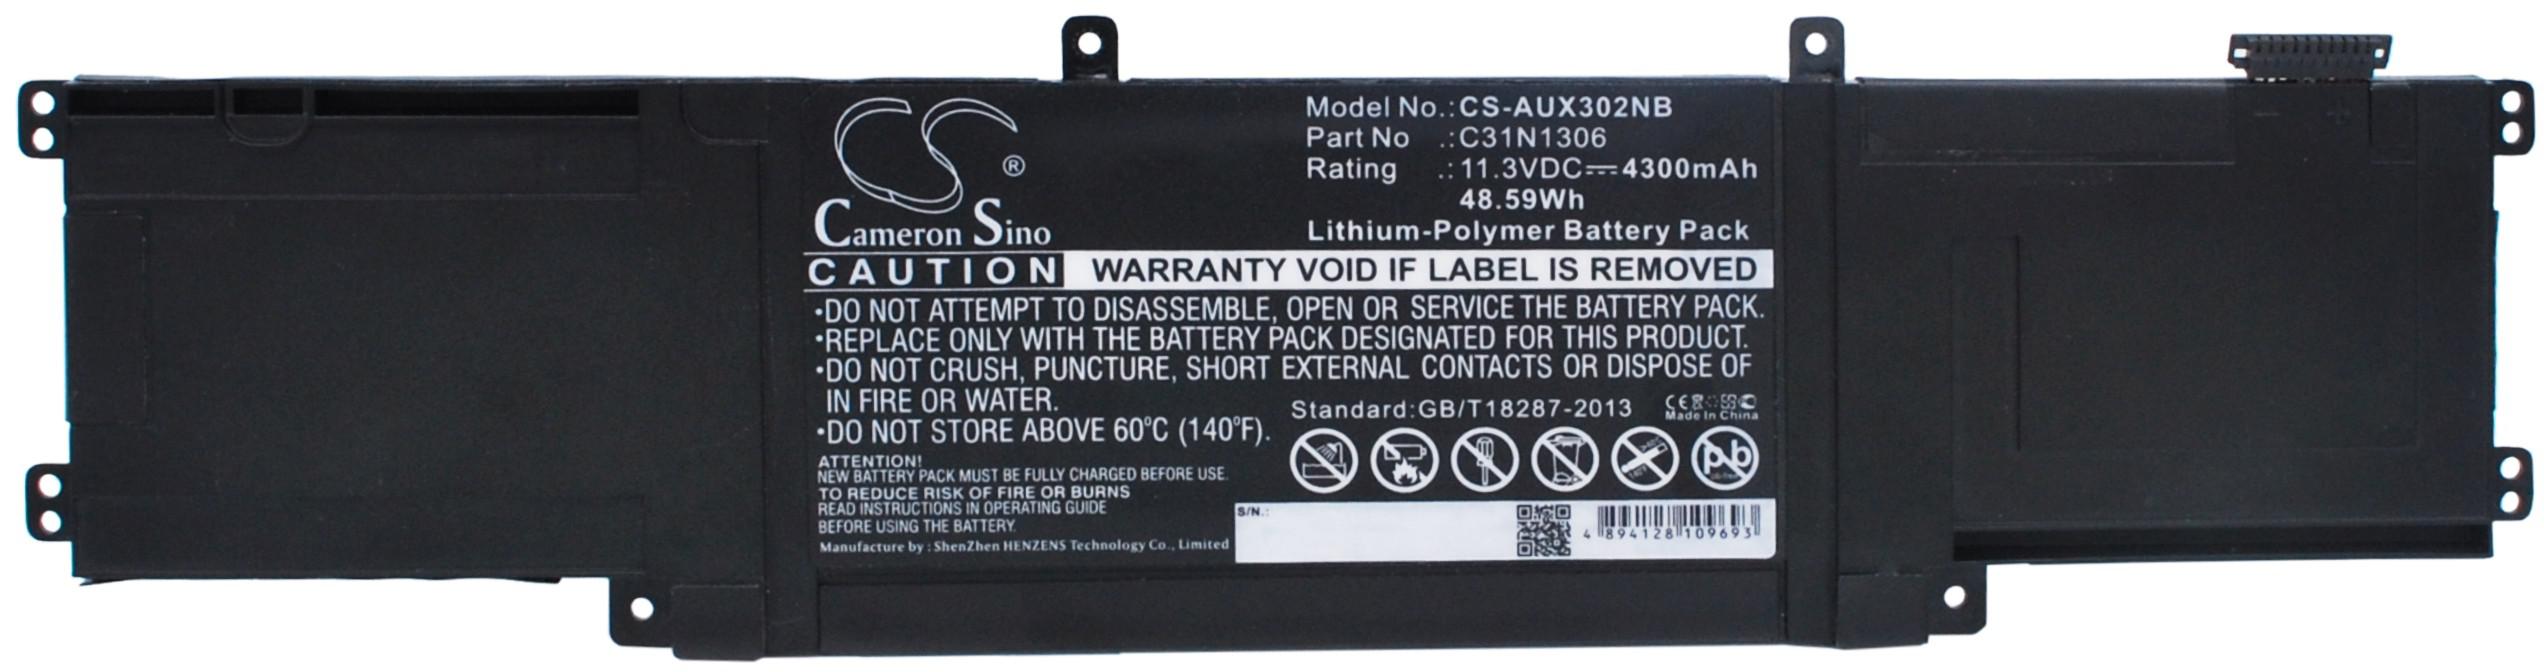 CS ®
Cameron Sino
Model No.:CS-AUX302NB
Part No .:C31N1306
Rating .:11.3VDC⎓4300mAh
48.59Wh
Lithium-Polymer Battery Pack
CAUTION WARRANTY VOID IF LABEL IS REMOVED
•DO NOT ATTEMPT TO DISASSEMBLE, OPEN OR SERVICE THE BATTERY PACK.
•REPLACE ONLY WITH THE BATTERY PACK DESIGNATED FOR THIS PRODUCT.
•DO NOT CRUSH, PUNCTURE, SHORT EXTERNAL CONTACTS OR DISPOSE OF
IN FIRE OR WATER.
•DO NOT STORE ABOVE 60°C (140°F).
Standard:GB/T18287-2013
CE
Made In China
ATTENTION!
NEW BATTERY PACK MUST BE FULLY CHARGED BEFORE USE.
TO REDUCE RISK OF FIRE OR BURNS
READ INSTRUCTIONS IN OPERATING GUIDE
BEFORE USING THE BATTERY.
Manufacture by : ShenZhen HENZENS Technology Co., Limited
pb
S/N.:
4 894128 109693
− +